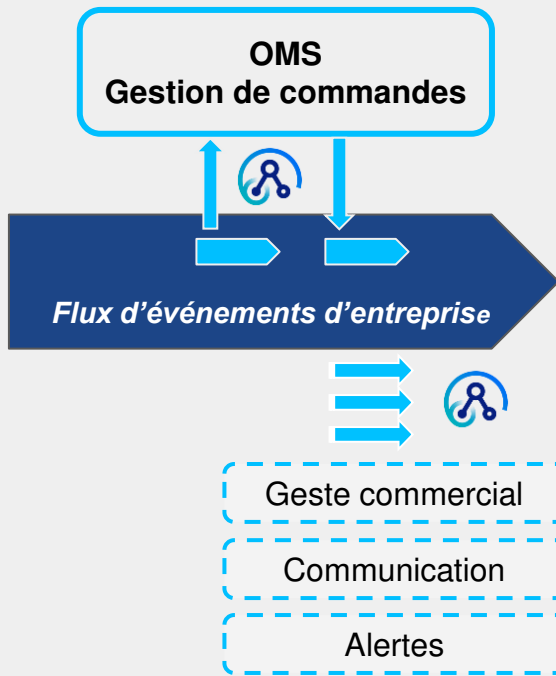 OMS
Gestion de commandes
Flux d’événements d’entreprise
Geste commercial
Communication
Alertes